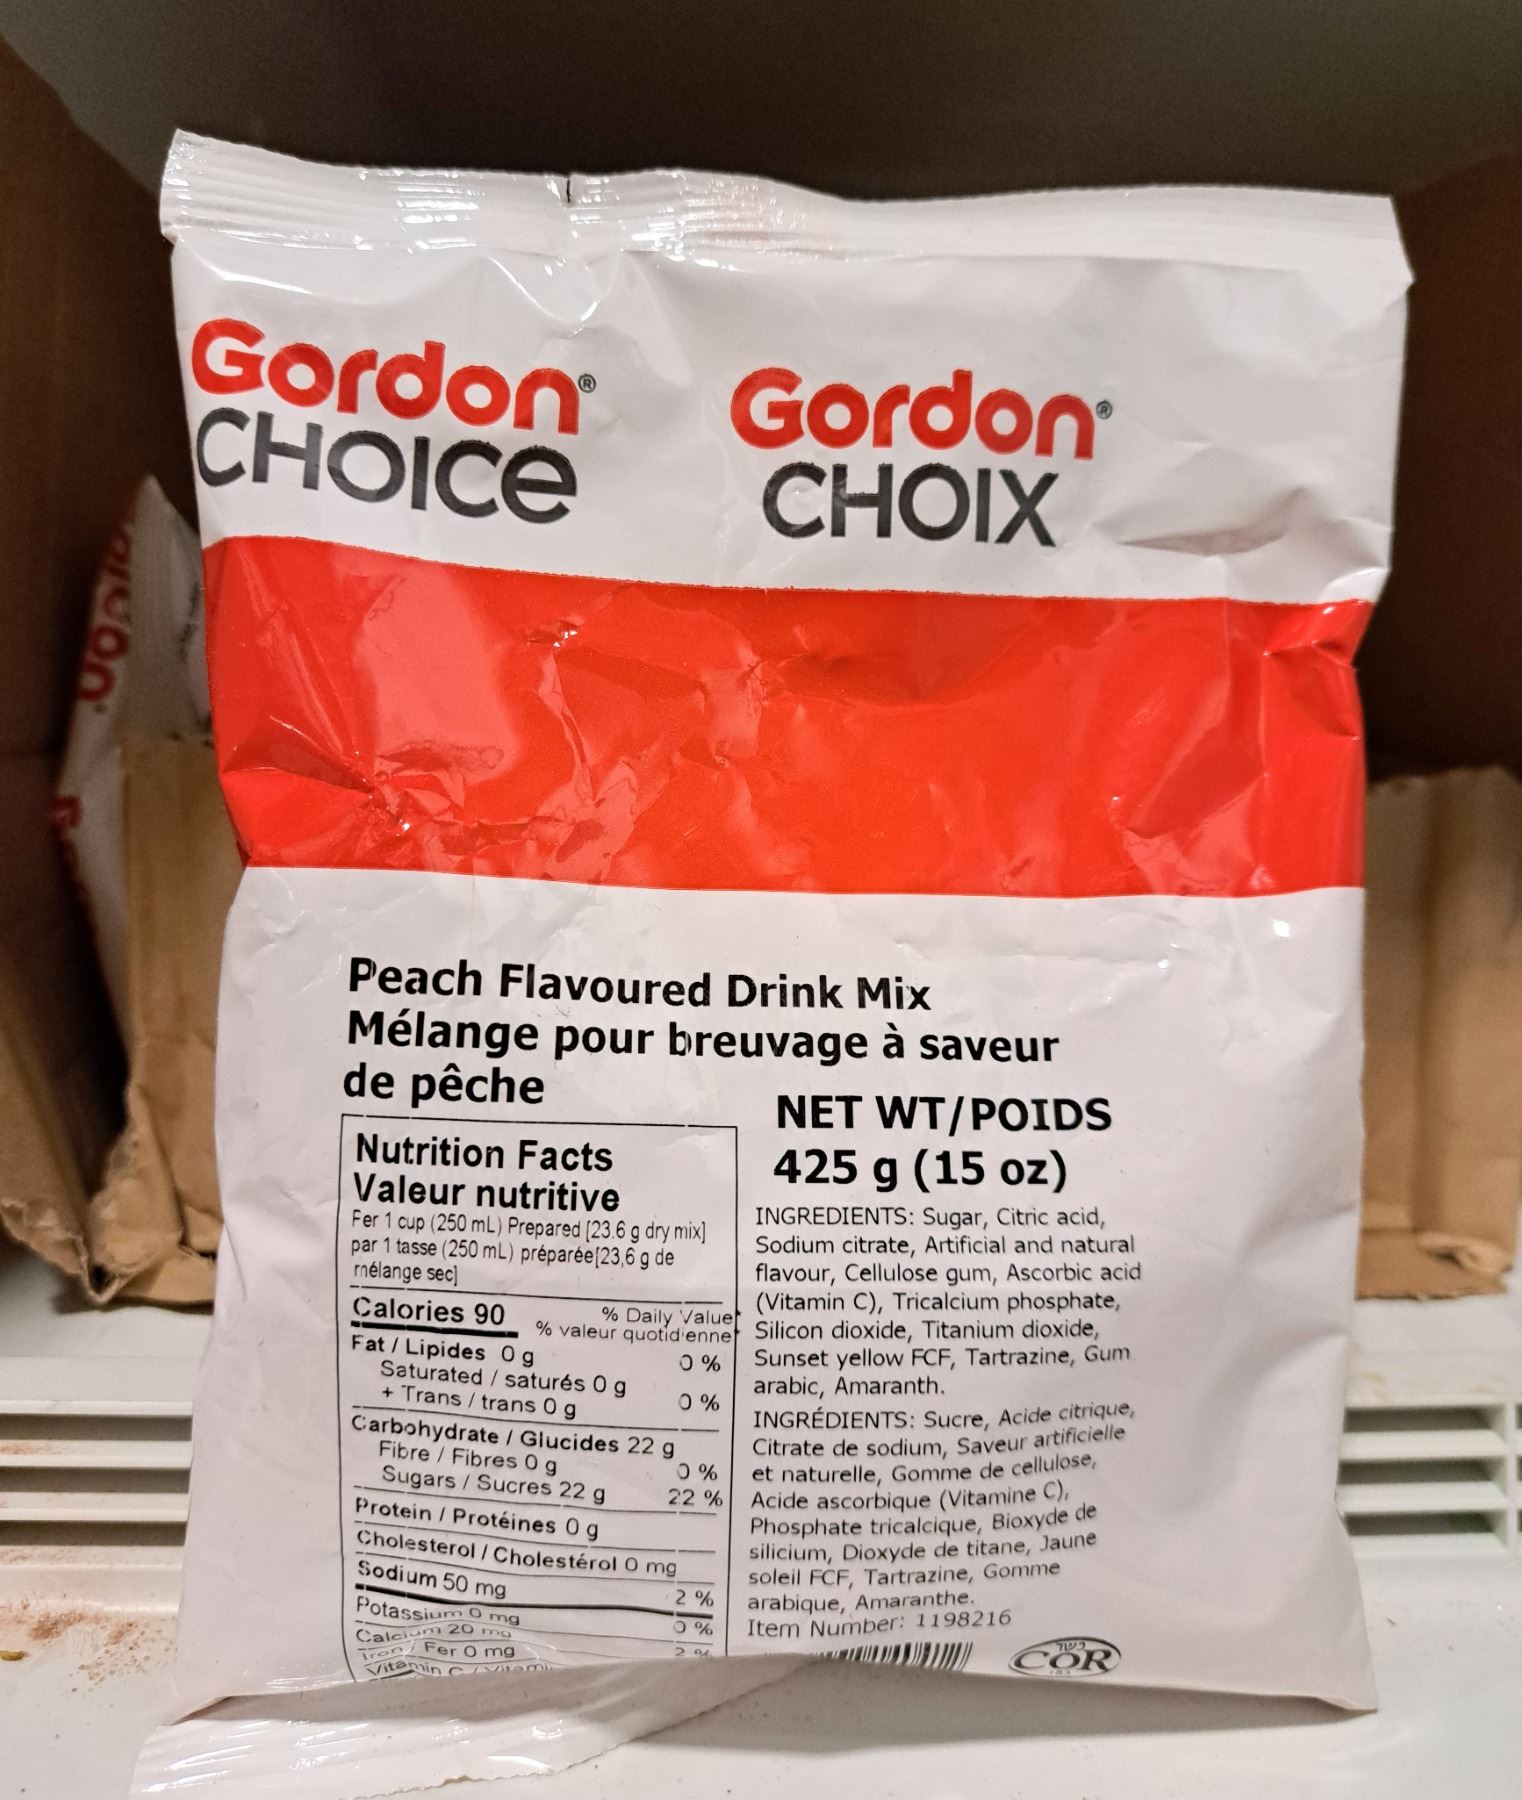 Gordon® CHOICE
Gordon® CHOIX
Peach Flavoured Drink Mix
Mélange pour breuvage à saveur
de pêche
NET WT/POIDS
425 g (15 oz)
Nutrition Facts
Valeur nutritive
Per 1 cup (250 mL) Prepared [23.6 g dry mix]
par 1 tasse (250 mL) préparée[23,6 g de
mélange sec]
Calories 90
% Daily Value*
% valeur quotidienne*
Fat / Lipides 0 g 0 %
Saturated / saturés 0 g
+ Trans / trans 0 g 0 %
Carbohydrate / Glucides 22 g
Fibre / Fibres 0 g 0 %
Sugars / Sucres 22 g 22 %
Protein / Protéines 0 g
Cholesterol / Cholestérol 0 mg
Sodium 50 mg 2 %
Potassium 0 mg 0 %
Calcium 20 mg 2 %
Iron / Fer 0 mg
Vitamin C
INGREDIENTS: Sugar, Citric acid,
Sodium citrate, Artificial and natural
flavour, Cellulose gum, Ascorbic acid
(Vitamin C), Tricalcium phosphate,
Silicon dioxide, Titanium dioxide,
Sunset yellow FCF, Tartrazine, Gum
arabic, Amaranth.
INGRÉDIENTS: Sucre, Acide citrique,
Citrate de sodium, Saveur artificielle
et naturelle, Gomme de cellulose,
Acide ascorbique (Vitamine C),
Phosphate tricalcique, Bioxyde de
silicium, Dioxyde de titane, Jaune
soleil FCF, Tartrazine, Gomme
arabique, Amaranthe.
Item Number: 1198216
כשר
COR